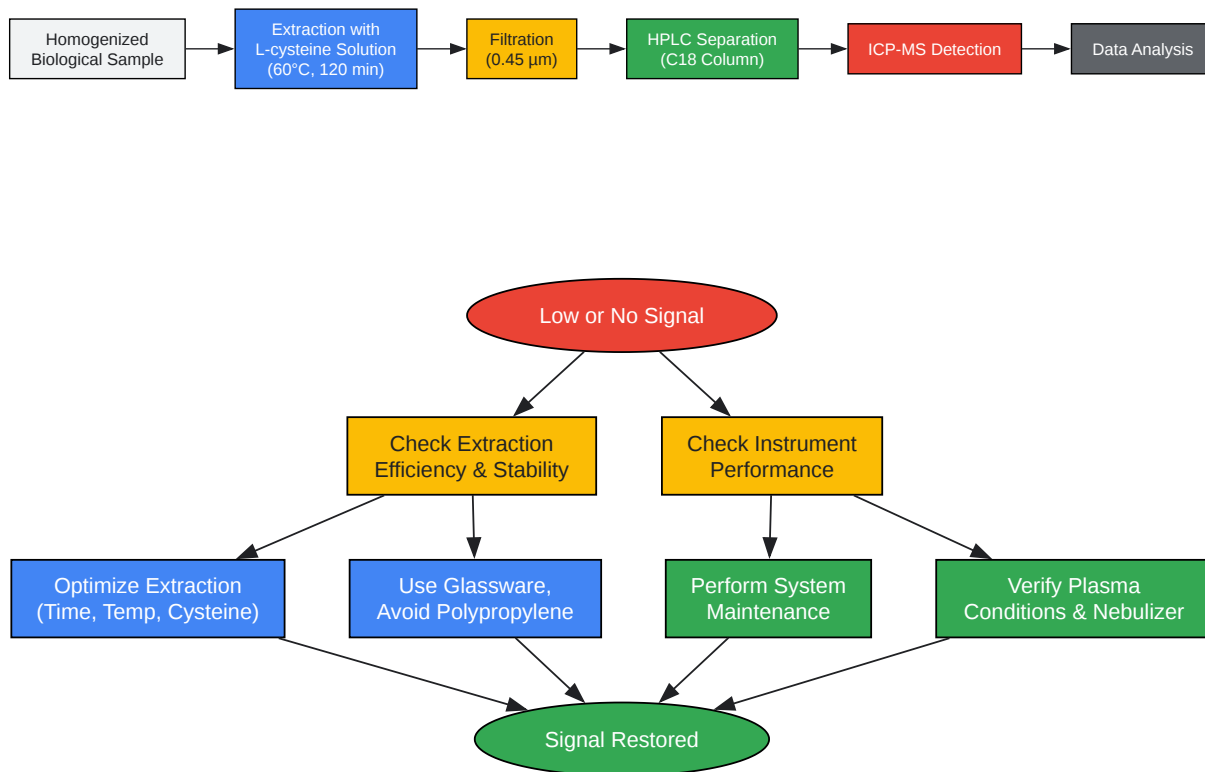 Homogenized
Biological Sample
Extraction with
L-cysteine Solution
(60°C, 120 min)
Filtration
(0.45 µm)
HPLC Separation
(C18 Column)
ICP-MS Detection
Data Analysis
Low or No Signal
Check Extraction
Efficiency & Stability
Check Instrument
Performance
Optimize Extraction
(Time, Temp, Cysteine)
Use Glassware,
Avoid Polypropylene
Perform System
Maintenance
Verify Plasma
Conditions & Nebulizer
Signal Restored